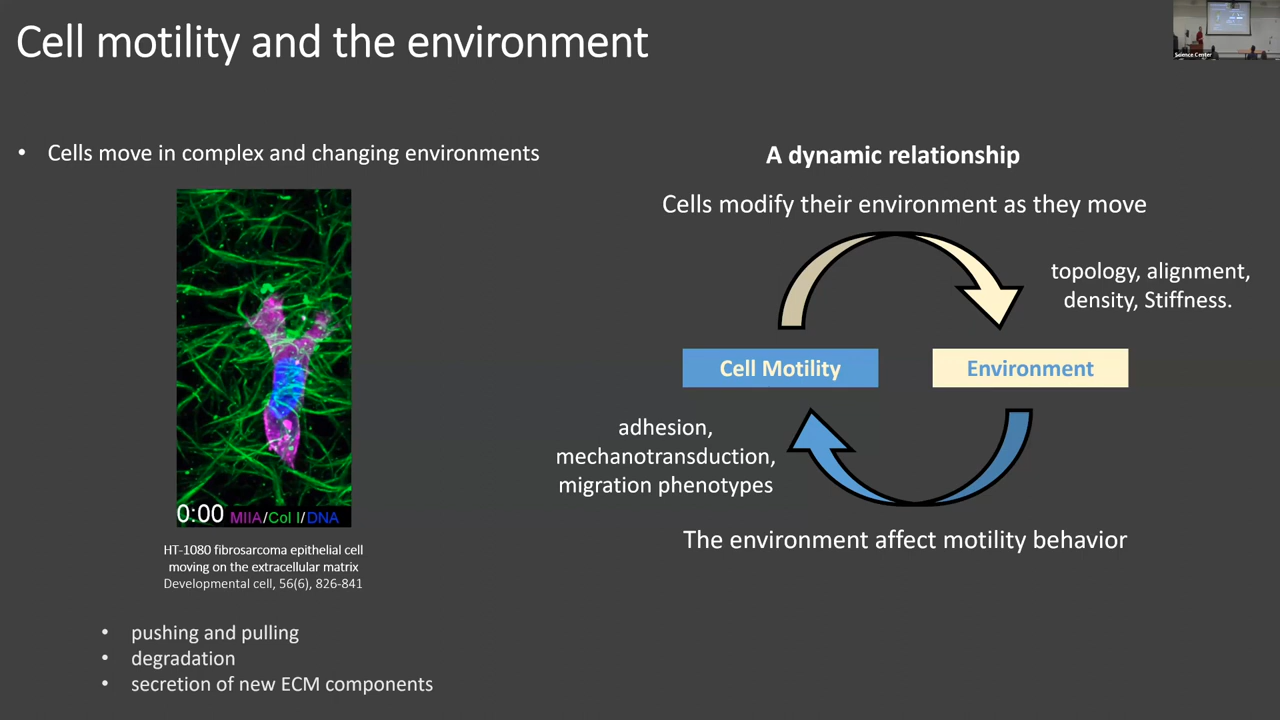 Cell motility and the environment
Science Center
• Cells move in complex and changing environments
0:00 MIIA/Col I/DNA
HT-1080 fibrosarcoma epithelial cell
moving on the extracellular matrix
Developmental cell, 56(6), 826-841
• pushing and pulling
• degradation
• secretion of new ECM components
A dynamic relationship
Cells modify their environment as they move
topology, alignment,
density, Stiffness.
Cell Motility
Environment
adhesion,
mechanotransduction,
migration phenotypes
The environment affect motility behavior